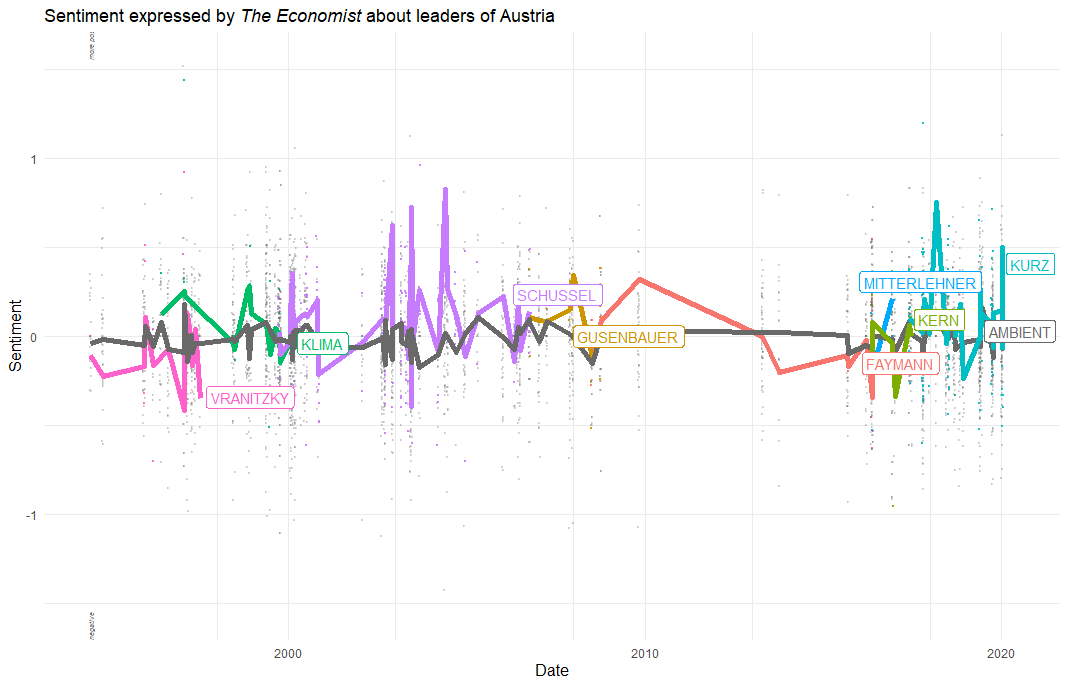 Sentiment expressed by The Economist about leaders of Austria
more pos
1
0
-1
Sentiment
KURZ
MITTERLEHNER
SCHUSSEL
KERN
AMBIENT
GUSENBAUER
KLIMA
FAYMANN
VRANITZKY
negative
2000
2010
2020
Date